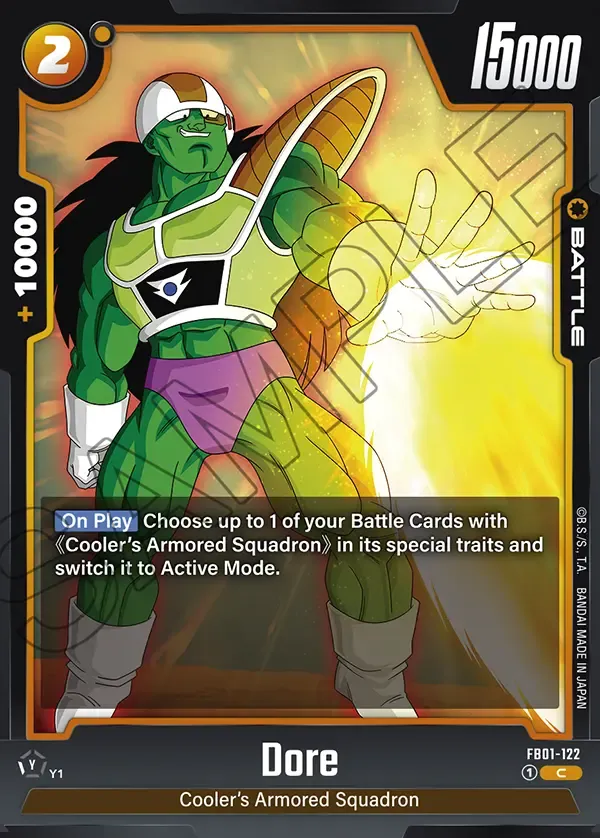 2
15000
+ 10000
BATTLE
SAMPLE
On Play Choose up to 1 of your Battle Cards with
《Cooler's Armored Squadron》 in its special traits and
switch it to Active Mode.
©B.S./S., T.A. BANDAI MADE IN JAPAN
Dore
FB01-122
Y Y1
1 C
Cooler's Armored Squadron